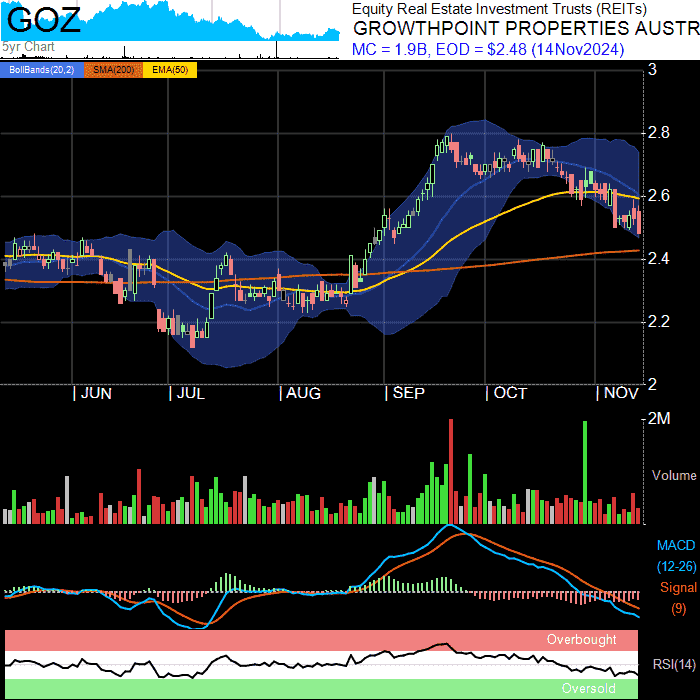 GOZ
5yr Chart
Equity Real Estate Investment Trusts (REITs)
GROWTHPOINT PROPERTIES AUSTR
MC = 1.9B, EOD = $2.48 (14Nov2024)
BollBands(20,2) SMA(200) EMA(50)
3
2.8
2.6
2.4
2.2
2
JUN JUL AUG SEP OCT NOV
2M
Volume
MACD
(12-26)
Signal
(9)
Overbought
RSI(14)
Oversold